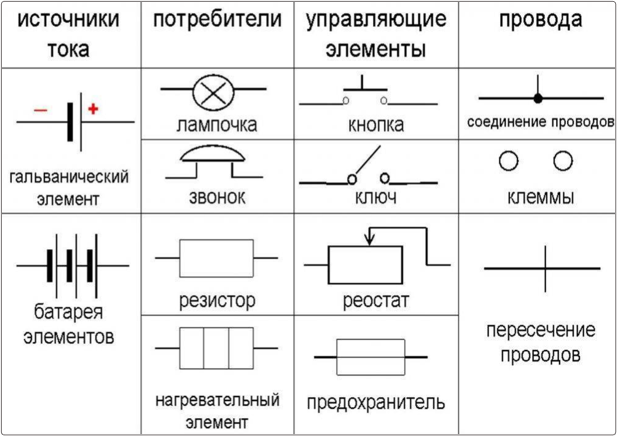 источники
тока
потребители
управляющие
элементы
провода
– +
гальванический
элемент
лампочка
кнопка
соединение проводов
звонок
ключ
клеммы
батарея
элементов
резистор
реостат
пересечение
проводов
нагревательный
элемент
предохранитель